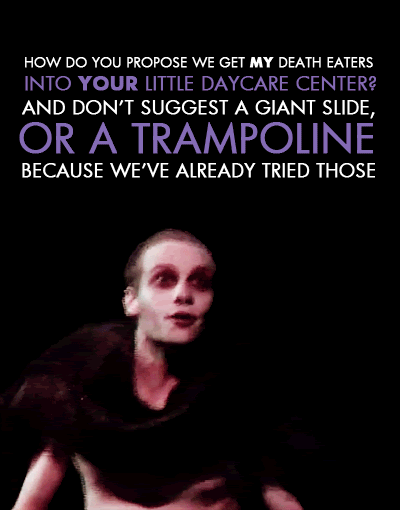 HOW DO YOU PROPOSE WE GET MY DEATH EATERS
INTO YOUR LITTLE DAYCARE CENTER?
AND DON'T SUGGEST A GIANT SLIDE,
OR A TRAMPOLINE
BECAUSE WE'VE ALREADY TRIED THOSE